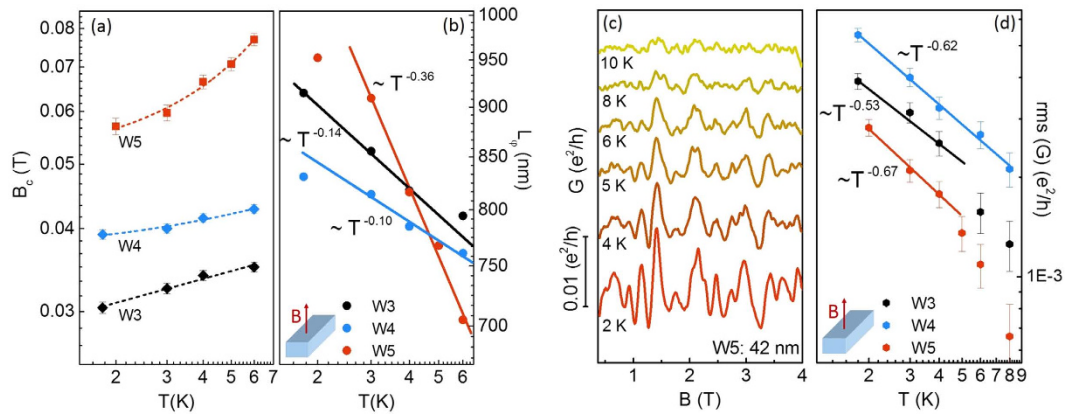 (a)
0.08
0.07
0.06
0.05
0.04
0.03
B_c (T)
W5
W4
W3
2
3
4
5
6
7
T(K)
(b)
1000
950
900
850
800
750
700
L_φ (nm)
~ T^-0.36
~ T^-0.14
~ T^-0.10
B
W3
W4
W5
2
3
4
5
6
T(K)
(c)
10 K
8 K
6 K
5 K
4 K
2 K
G (e²/h)
0.01 (e²/h)
W5: 42 nm
1
2
3
4
B (T)
(d)
~T^-0.62
~T^-0.53
~T^-0.67
rms (G) (e²/h)
1E-3
B
W3
W4
W5
2
3
4
5
6
7
8
9
T (K)